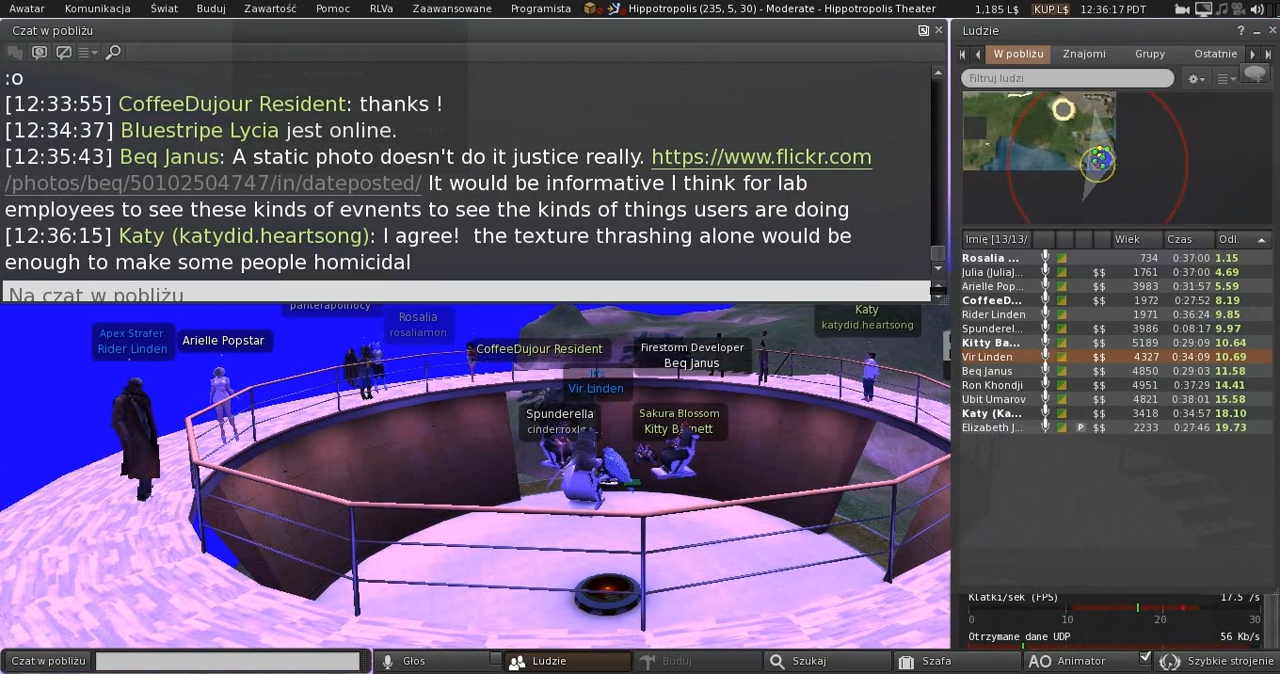 Awatar Komunikacja Świat Buduj Zawartość Pomoc RLVa Zaawansowane Programista Hippotropolis (235, 5, 30) - Moderate - Hippotropolis Theater 1,185 L$ KUP L$ 12:36:17 PDT
Czat w pobliżu
:o
[12:33:55] CoffeeDujour Resident: thanks !
[12:34:37] Bluestripe Lycia jest online.
[12:35:43] Beq Janus: A static photo doesn't do it justice really. https://www.flickr.com
/photos/beq/50102504747/in/dateposted/ It would be informative I think for lab
employees to see these kinds of evnents to see the kinds of things users are doing
[12:36:15] Katy (katydid.heartsong): I agree!  the texture thrashing alone would be
enough to make some people homicidal
Na czat w pobliżu
panterapolnocy
Rosalia
rosaliamon
Katy
katydid.heartsong
Apex Strafer
Rider Linden
Arielle Popstar
CoffeeDujour Resident
Firestorm Developer
Beq Janus
Vir Linden
Spunderella
Sakura Blossom
Kitty Barnett
Ludzie
W pobliżu Znajomi Grupy Ostatnie
Filtruj ludzi
Imię [13/13/ Wiek Czas Odl.
Rosalia ... 734 0:37:00 1.15
Julia (JuliaJ... $$ 1761 0:37:00 4.69
Arielle Pop... 3983 0:31:57 5.59
CoffeeD... $$ 1972 0:27:52 8.19
Rider Linden 1971 0:36:24 9.85
Spunderel... $$ 3986 0:08:17 9.97
Kitty Ba... $$ 5189 0:29:09 10.64
Vir Linden $$ 4327 0:34:09 10.69
Beq Janus $$ 4850 0:29:03 11.58
Ron Khondji $$ 4951 0:37:29 14.41
Ubit Umarov $$ 4821 0:38:01 15.58
Katy (Ka... $$ 3418 0:34:57 18.10
Elizabeth J... P $$ 2233 0:27:46 19.73
Klatki/sek (FPS) 17.5 /s
0 10 20 30
Otrzymane dane UDP 56 Kb/s
Czat w pobliżu Głos Ludzie Buduj Szukaj Szafa AO Animator Szybkie strojenie